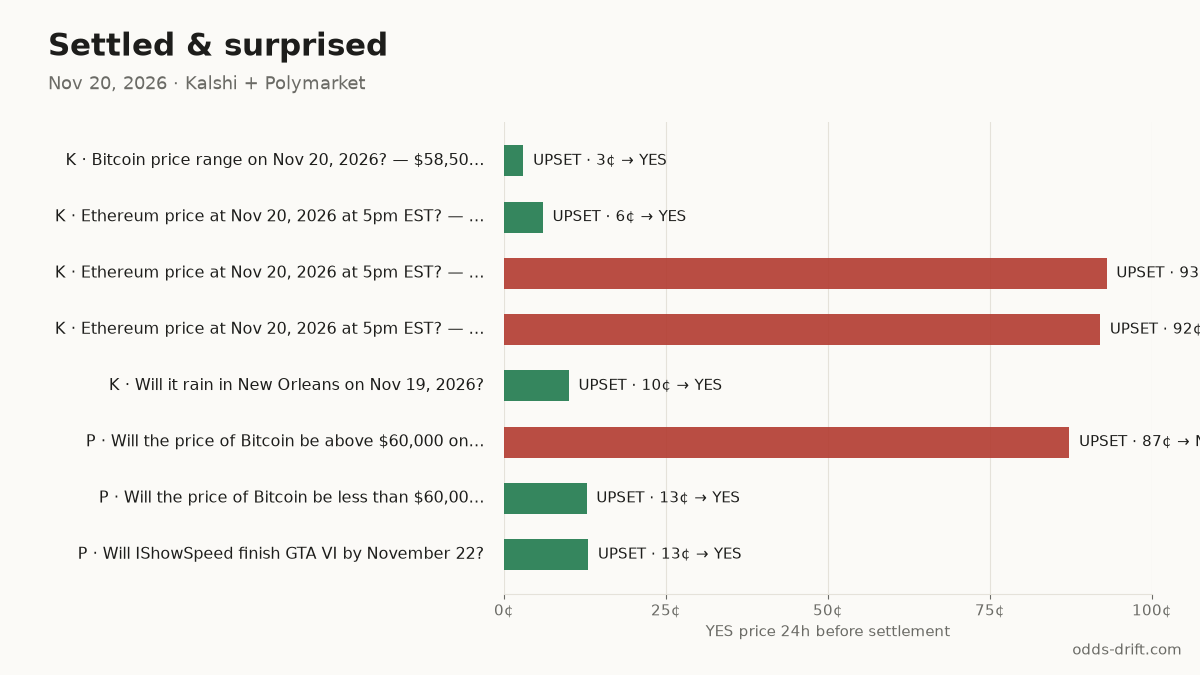 Settled & surprised
Nov 20, 2026 · Kalshi + Polymarket
K · Bitcoin price range on Nov 20, 2026? — $58,50… UPSET · 3¢ → YES
K · Ethereum price at Nov 20, 2026 at 5pm EST? — … UPSET · 6¢ → YES
K · Ethereum price at Nov 20, 2026 at 5pm EST? — … UPSET · 93
K · Ethereum price at Nov 20, 2026 at 5pm EST? — … UPSET · 92¢
K · Will it rain in New Orleans on Nov 19, 2026? UPSET · 10¢ → YES
P · Will the price of Bitcoin be above $60,000 on… UPSET · 87¢ →
P · Will the price of Bitcoin be less than $60,00… UPSET · 13¢ → YES
P · Will IShowSpeed finish GTA VI by November 22? UPSET · 13¢ → YES
0¢ 25¢ 50¢ 75¢ 100¢
YES price 24h before settlement
odds-drift.com